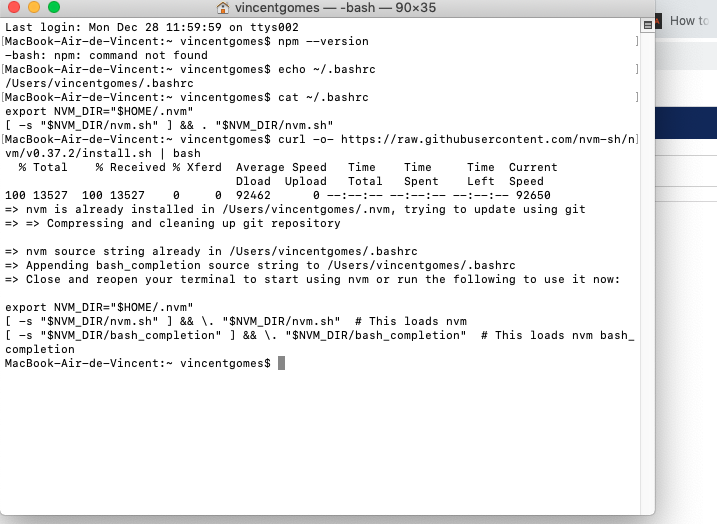 vincentgomes — -bash — 90×35
How to
Last login: Mon Dec 28 11:59:59 on ttys002
[MacBook-Air-de-Vincent:~ vincentgomes$ npm --version ]
-bash: npm: command not found
[MacBook-Air-de-Vincent:~ vincentgomes$ echo ~/.bashrc ]
/Users/vincentgomes/.bashrc
[MacBook-Air-de-Vincent:~ vincentgomes$ cat ~/.bashrc ]
export NVM_DIR="$HOME/.nvm"
[ -s "$NVM_DIR/nvm.sh" ] && . "$NVM_DIR/nvm.sh"
[MacBook-Air-de-Vincent:~ vincentgomes$ curl -o- https://raw.githubusercontent.com/nvm-sh/n]
vm/v0.37.2/install.sh | bash
% Total % Received % Xferd Average Speed Time Time Time Current
Dload Upload Total Spent Left Speed
100 13527 100 13527 0 0 92462 0 --:--:-- --:--:-- --:--:-- 92650
=> nvm is already installed in /Users/vincentgomes/.nvm, trying to update using git
=> => Compressing and cleaning up git repository
=> nvm source string already in /Users/vincentgomes/.bashrc
=> Appending bash_completion source string to /Users/vincentgomes/.bashrc
=> Close and reopen your terminal to start using nvm or run the following to use it now:
export NVM_DIR="$HOME/.nvm"
[ -s "$NVM_DIR/nvm.sh" ] && \. "$NVM_DIR/nvm.sh" # This loads nvm
[ -s "$NVM_DIR/bash_completion" ] && \. "$NVM_DIR/bash_completion" # This loads nvm bash_
completion
MacBook-Air-de-Vincent:~ vincentgomes$